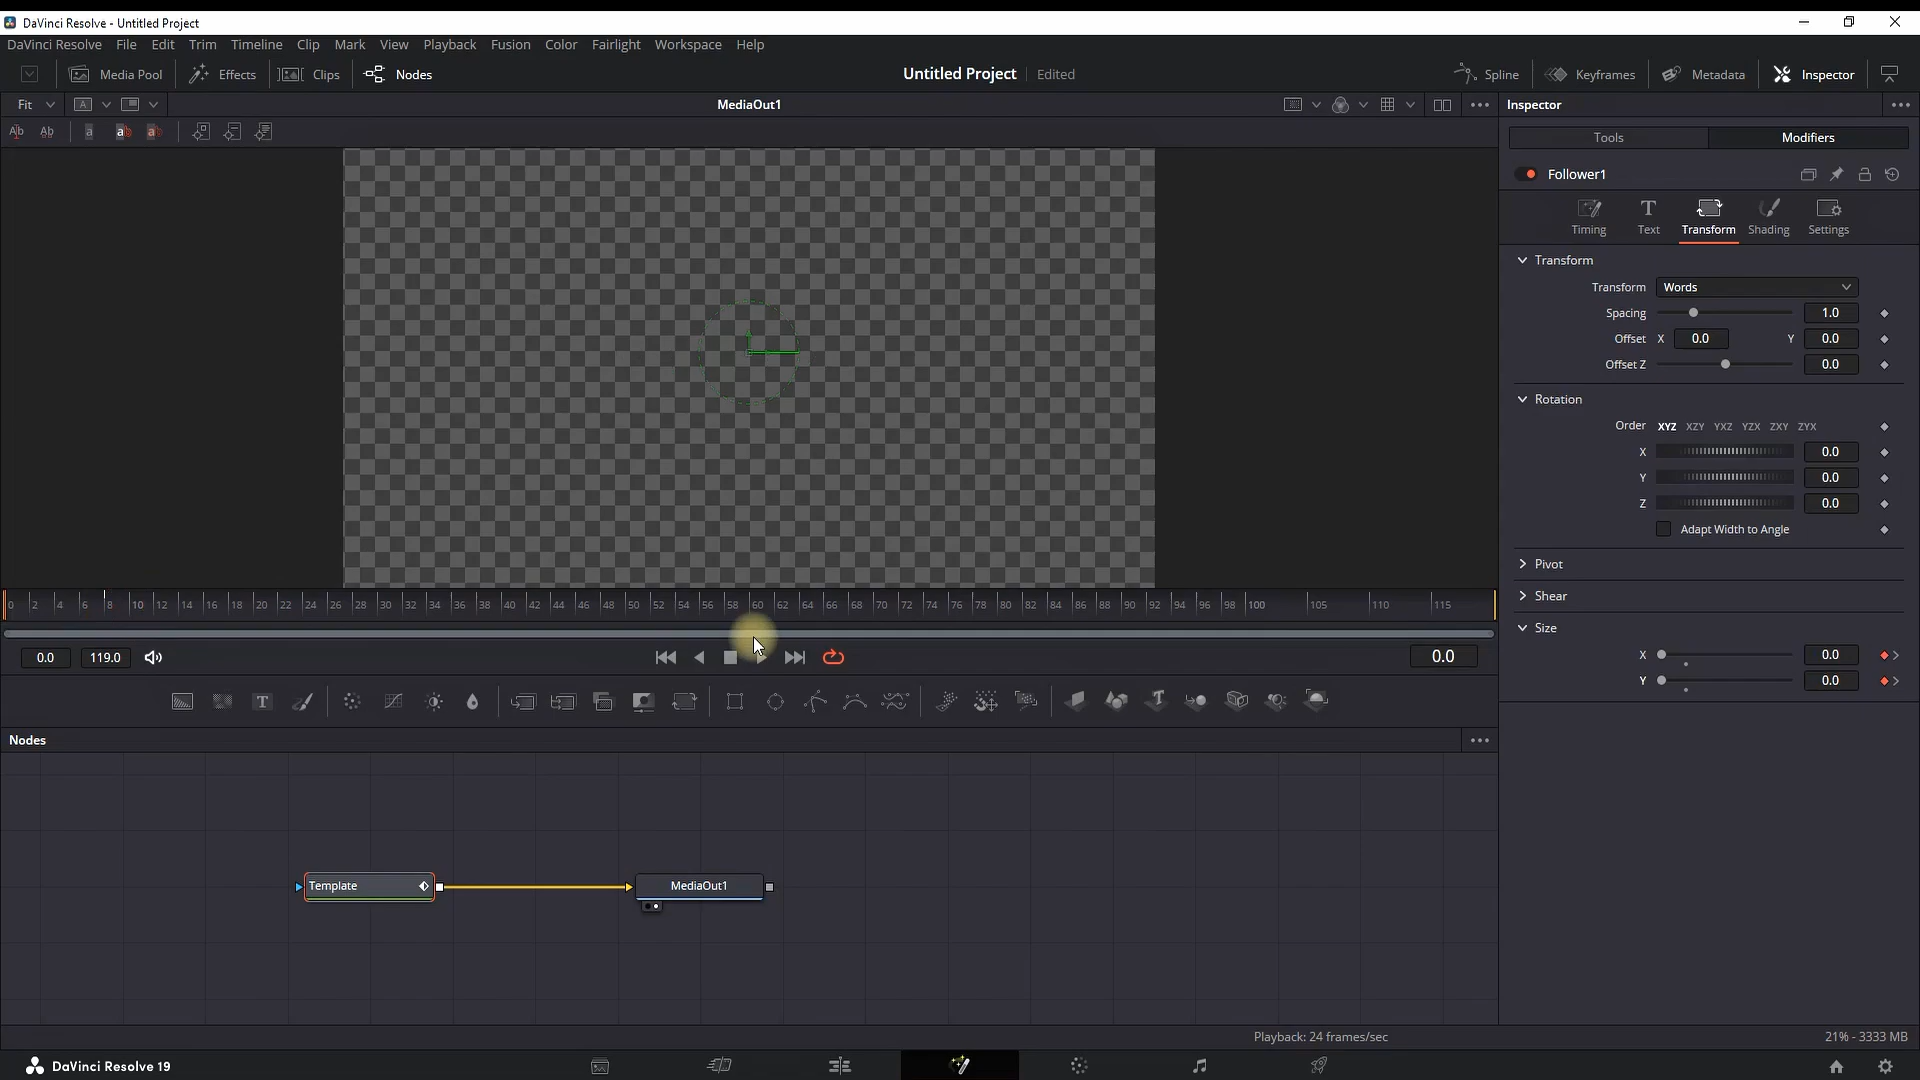 DaVinci Resolve - Untitled Project
DaVinci Resolve File Edit Trim Timeline Clip Mark View Playback Fusion Color Fairlight Workspace Help
Media Pool Effects Clips Nodes Untitled Project Edited Spline Keyframes Metadata Inspector
Fit A MediaOut1 Inspector
Ab Ab a ab ab
Tools Modifiers
Follower1
Timing Text Transform Shading Settings
Transform
Transform Words
Spacing 1.0
Offset X 0.0 Y 0.0
Offset Z 0.0
Rotation
Order XYZ XZY YXZ YZX ZXY ZYX
X 0.0
Y 0.0
Z 0.0
Adapt Width to Angle
Pivot
Shear
Size
X 0.0
Y 0.0
0 2 4 6 8 10 12 14 16 18 20 22 24 26 28 30 32 34 36 38 40 42 44 46 48 50 52 54 56 58 60 62 64 66 68 70 72 74 76 78 80 82 84 86 88 90 92 94 96 98 100 105 110 115
0.0 119.0 0.0
Nodes
Template MediaOut1
Playback: 24 frames/sec 21% - 3333 MB
DaVinci Resolve 19